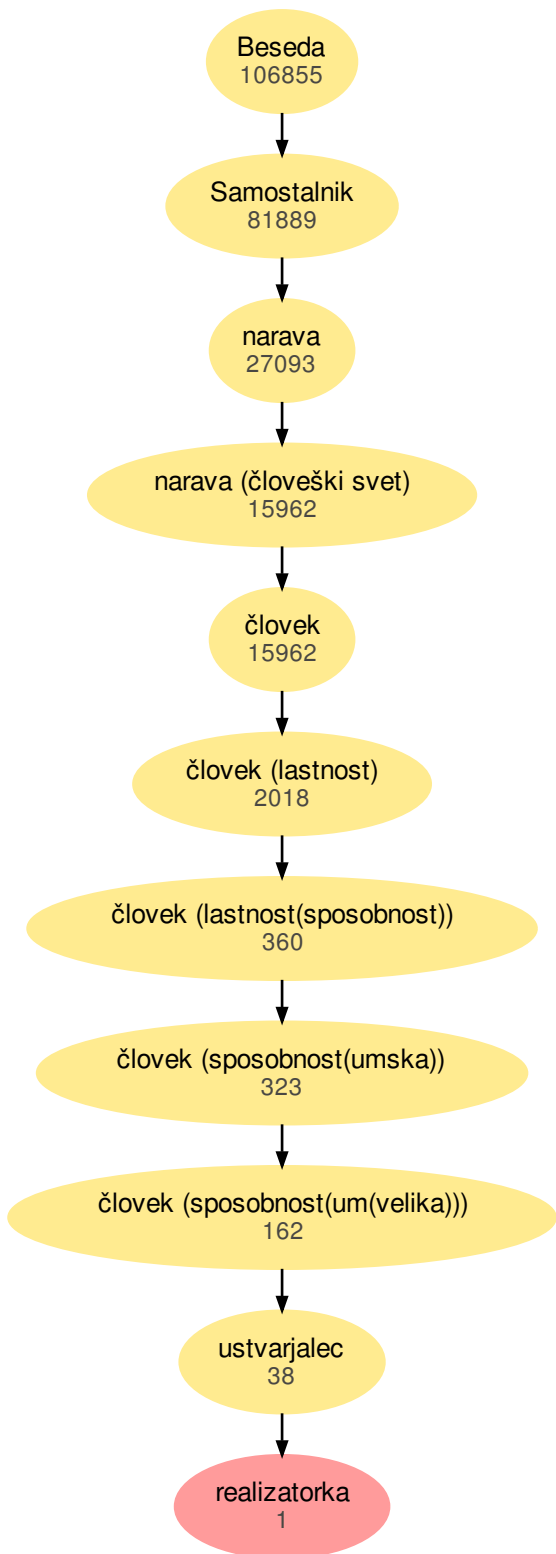 Beseda
106855
Samostalnik
81889
narava
27093
narava (človeški svet)
15962
človek
15962
človek (lastnost)
2018
človek (lastnost(sposobnost))
360
človek (sposobnost(umska))
323
človek (sposobnost(um(velika)))
162
ustvarjalec
38
realizatorka
1